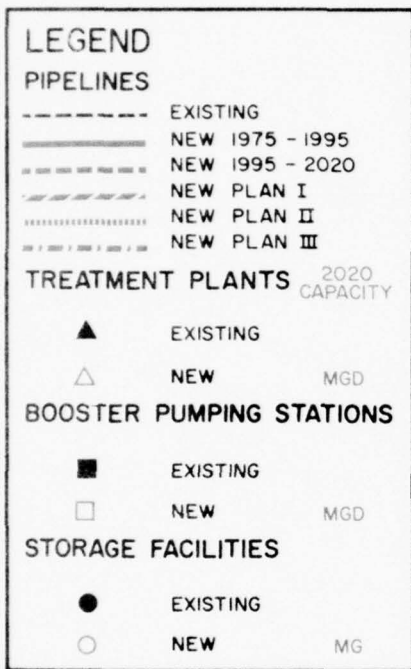 LEGEND
PIPELINES
EXISTING
NEW 1975 - 1995
NEW 1995 - 2020
NEW PLAN I
NEW PLAN II
NEW PLAN III
TREATMENT PLANTS 2020 CAPACITY
EXISTING
NEW MGD
BOOSTER PUMPING STATIONS
EXISTING
NEW MGD
STORAGE FACILITIES
EXISTING
NEW MG